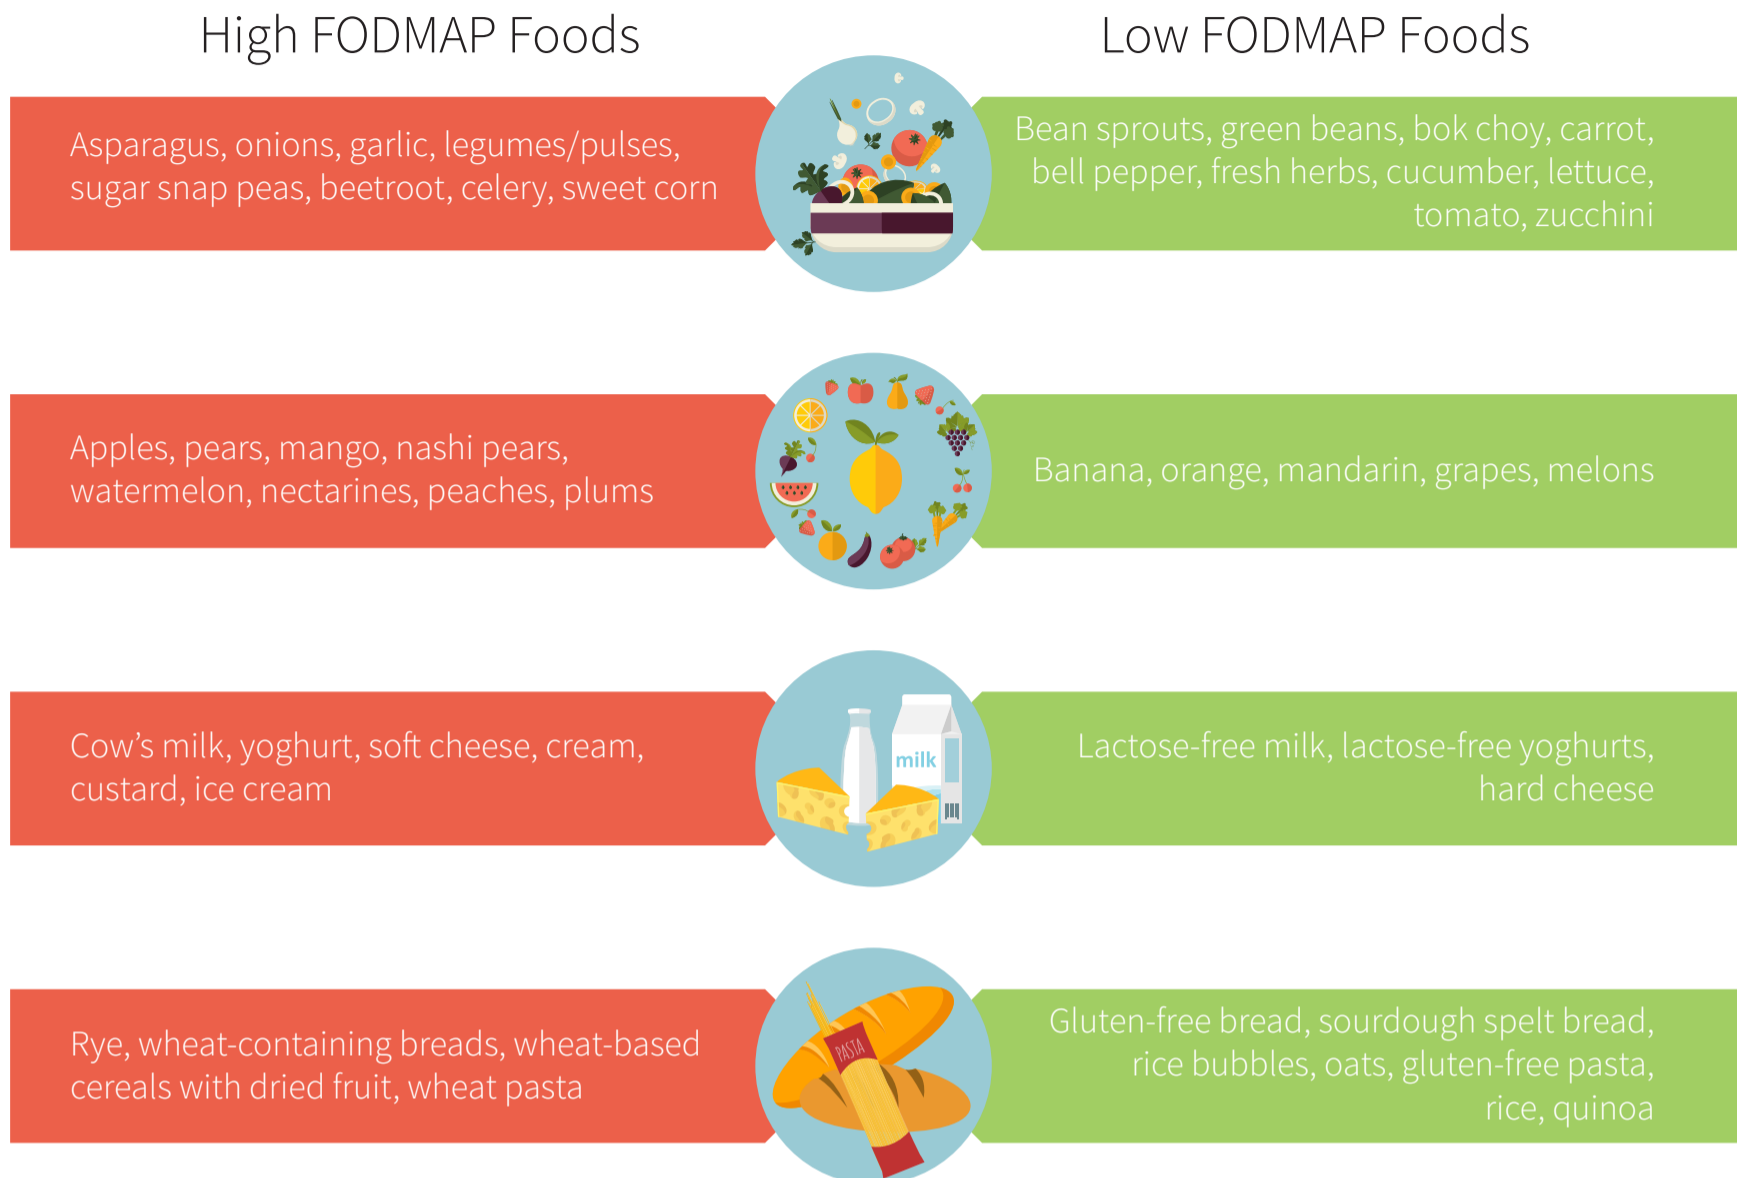 High FODMAP Foods
Low FODMAP Foods
Asparagus, onions, garlic, legumes/pulses,
sugar snap peas, beetroot, celery, sweet corn
Bean sprouts, green beans, bok choy, carrot,
bell pepper, fresh herbs, cucumber, lettuce,
tomato, zucchini
Apples, pears, mango, nashi pears,
watermelon, nectarines, peaches, plums
Banana, orange, mandarin, grapes, melons
Cow’s milk, yoghurt, soft cheese, cream,
custard, ice cream
milk
Lactose-free milk, lactose-free yoghurts,
hard cheese
Rye, wheat-containing breads, wheat-based
cereals with dried fruit, wheat pasta
PASTA
Gluten-free bread, sourdough spelt bread,
rice bubbles, oats, gluten-free pasta,
rice, quinoa